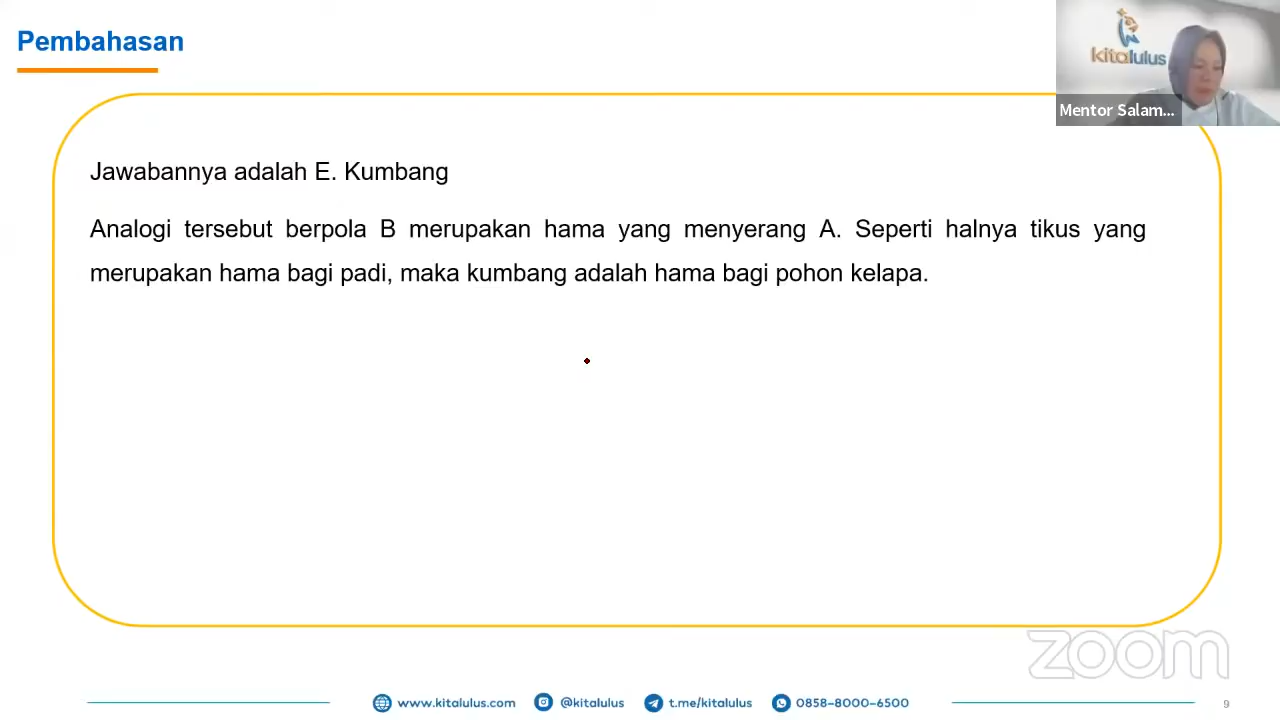 Pembahasan
kitalulus
Mentor Salam...
Jawabannya adalah E. Kumbang
Analogi tersebut berpola B merupakan hama yang menyerang A. Seperti halnya tikus yang
merupakan hama bagi padi, maka kumbang adalah hama bagi pohon kelapa.
zoom
www.kitalulus.com @kitalulus t.me/kitalulus 0858-8000-6500
9